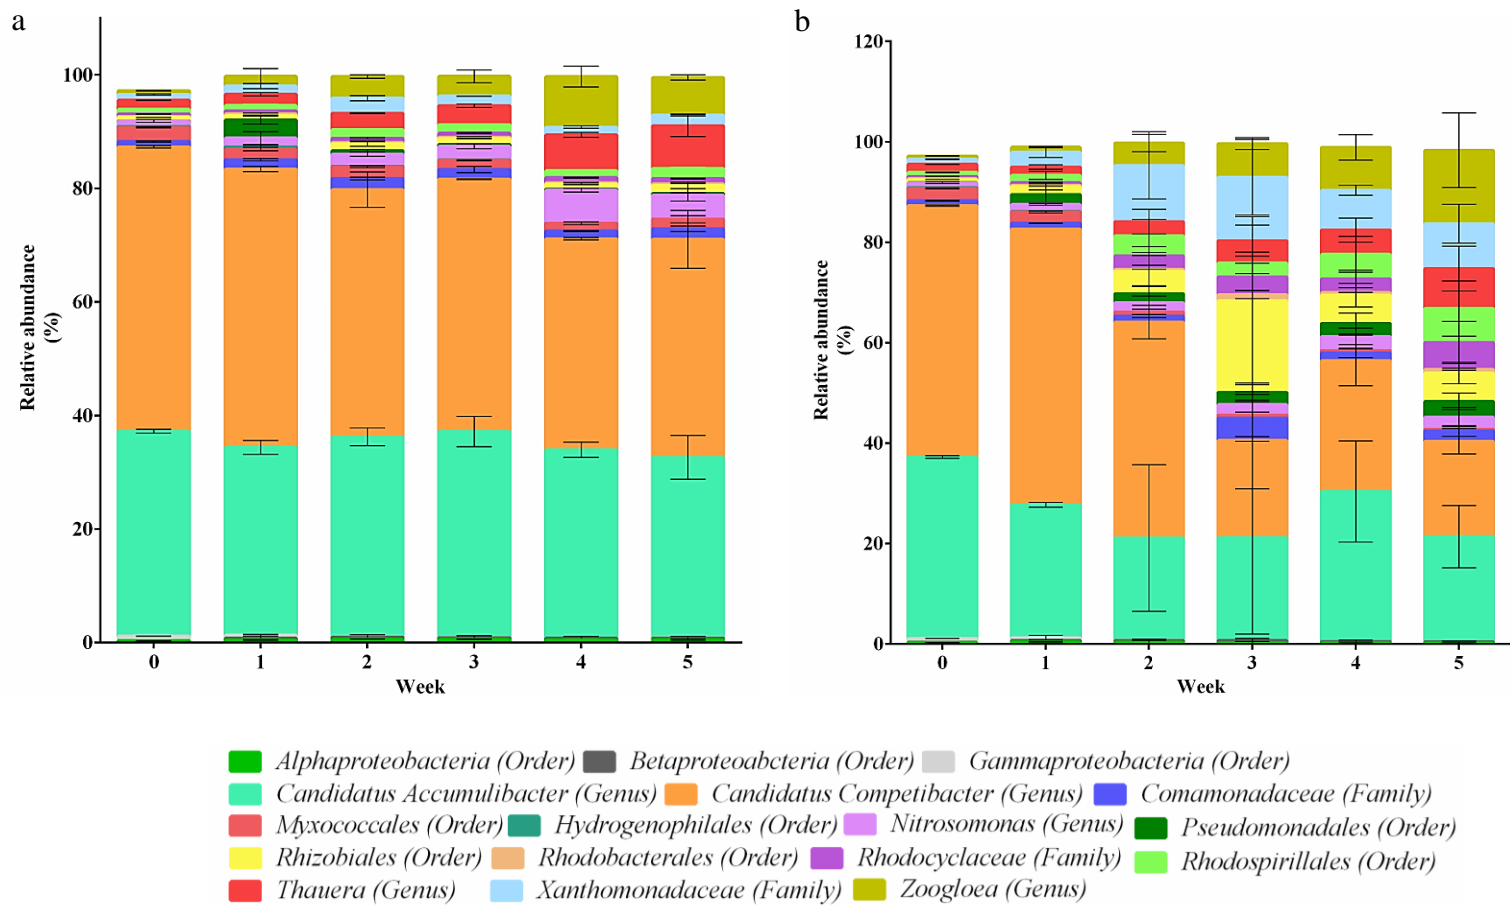 a
100
80
60
40
20
0
Relative abundance
(%)
0 1 2 3 4 5
Week
b
120
100
80
60
40
20
0
Relative abundance
(%)
0 1 2 3 4 5
Week
Alphaproteobacteria (Order) Betaproteoabcteria (Order) Gammaproteobacteria (Order)
Candidatus Accumulibacter (Genus) Candidatus Competibacter (Genus) Comamonadaceae (Family)
Myxococcales (Order) Hydrogenophilales (Order) Nitrosomonas (Genus) Pseudomonadales (Order)
Rhizobiales (Order) Rhodobacterales (Order) Rhodocyclaceae (Family) Rhodospirillales (Order)
Thauera (Genus) Xanthomonadaceae (Family) Zoogloea (Genus)